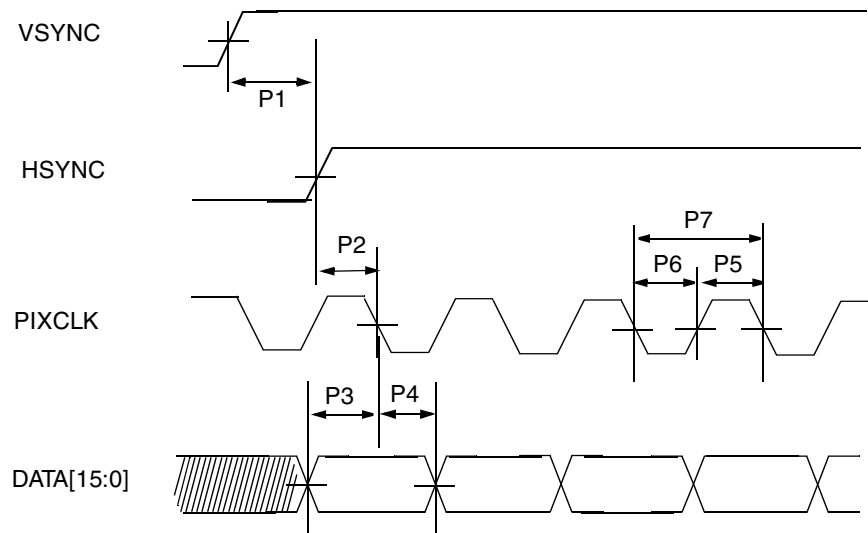 VSYNC
P1
HSYNC
P2
P7
P6
P5
PIXCLK
P3
P4
DATA[15:0]